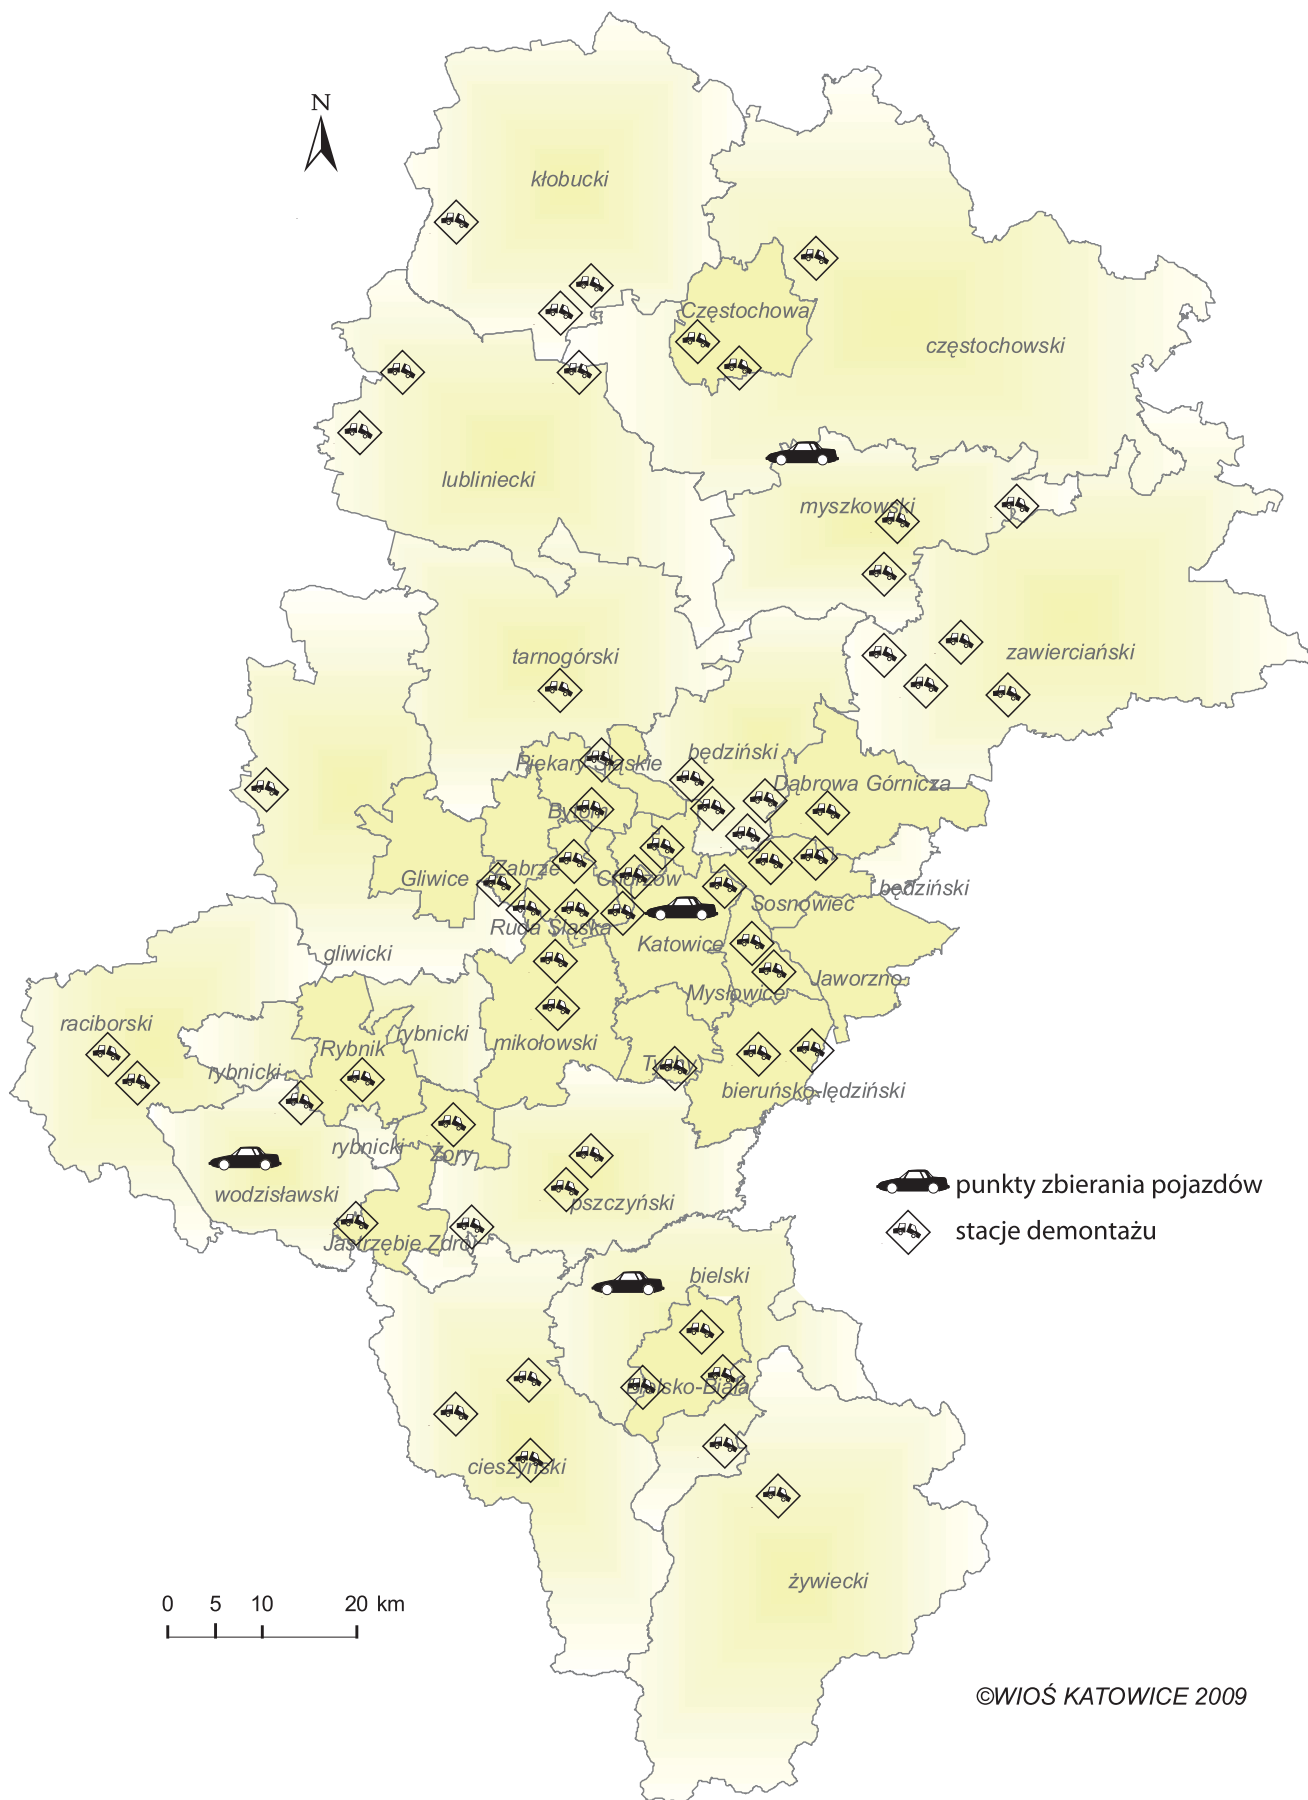 N
kłobucki
Częstochowa
częstochowski
lubliniecki
myszkowski
tarnogórski
zawierciański
będziński
Piekary Śląskie
Dąbrowa Górnicza
Bytom
Zabrze
Gliwice
Chorzów
będziński
Sosnowiec
Ruda Śląska
Katowice
gliwicki
Jaworzno
Mysłowice
raciborski
rybnicki
Rybnik
mikołowski
Tychy
rybnicki
bieruńsko-lędziński
rybnicki
Żory
punkty zbierania pojazdów
wodzisławski
pszczyński
stacje demontażu
Jastrzębie Zdrój
bielski
Bielsko-Biała
cieszyński
żywiecki
0 5 10 20 km
©WIOŚ KATOWICE 2009